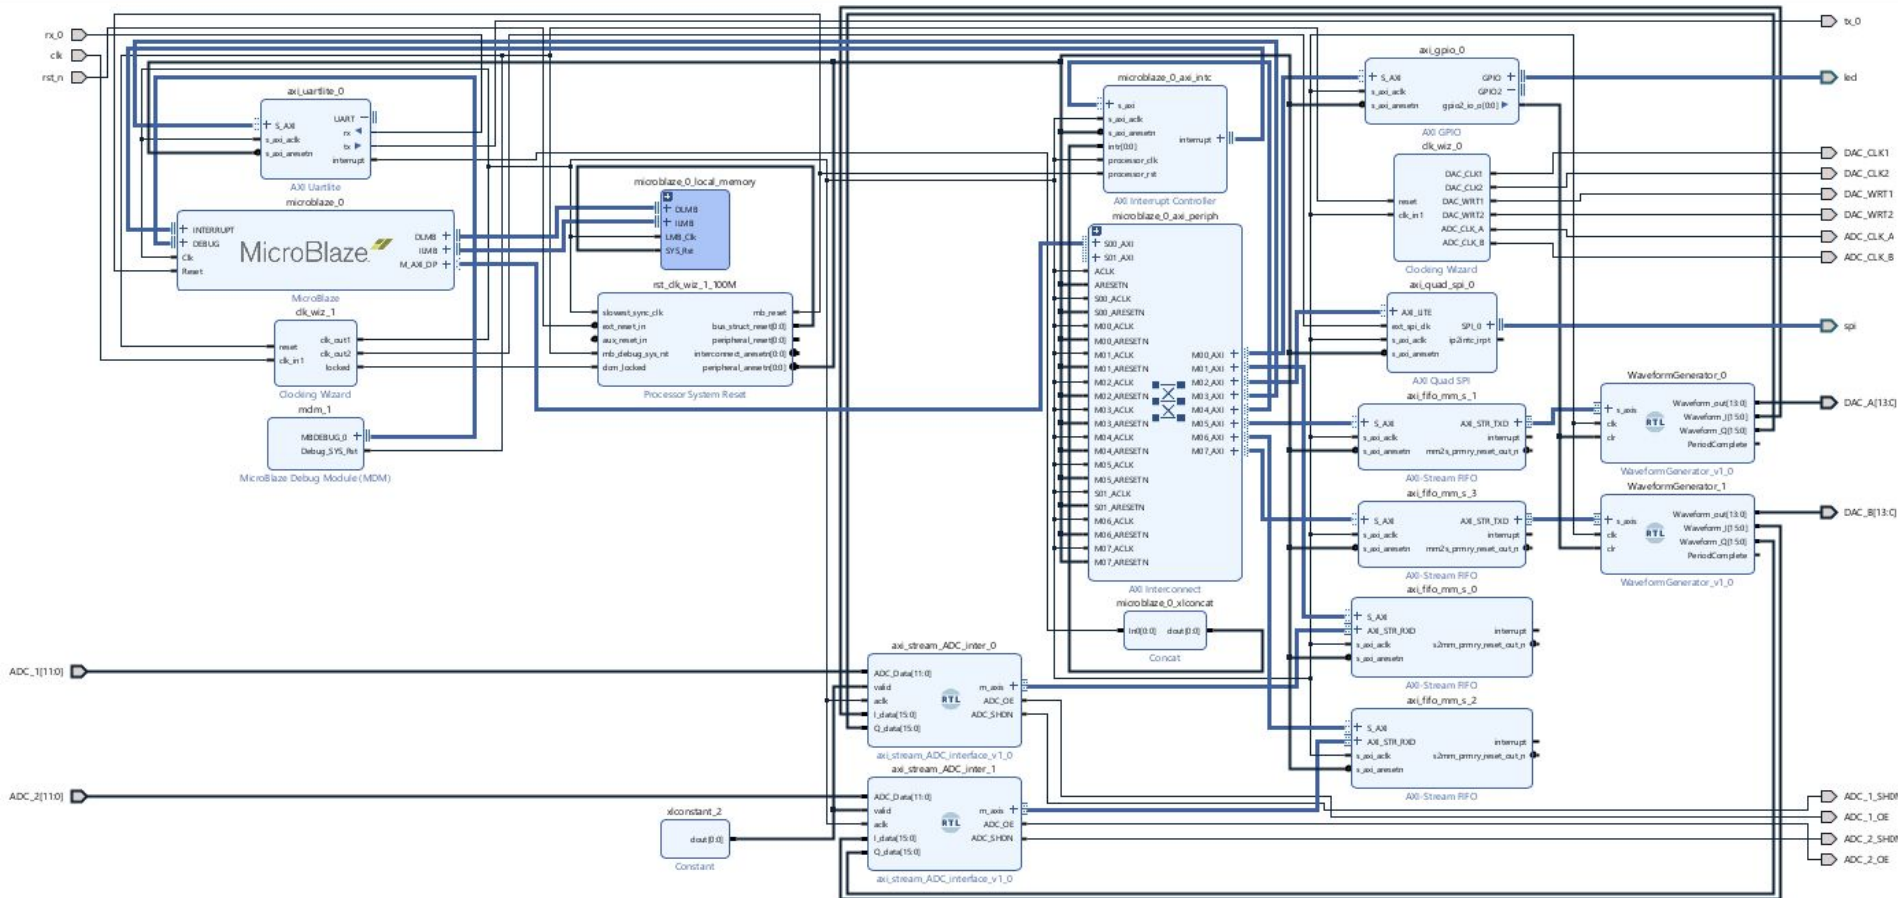 rx_0
clk
rst_n
axi_uartlite_0
S_AXI
s_axi_aclk
s_axi_aresetn
UART
rx
tx
interrupt
AXI Uartlite
microblaze_0
INTERRUPT
DEBUG
Clk
Reset
MicroBlaze
DLMB
ILMB
M_AXI_DP
MicroBlaze
clk_wiz_1
reset
clk_in1
clk_out1
clk_out2
locked
Clocking Wizard
mdm_1
MBDEBUG_0
Debug_SYS_Rst
MicroBlaze Debug Module (MDM)
microblaze_0_local_memory
DLMB
ILMB
LMB_Clk
SYS_Rst
rst_clk_wiz_1_100M
slowest_sync_clk
ext_reset_in
aux_reset_in
mb_debug_sys_rst
dcm_locked
mb_reset
bus_struct_reset[0:0]
peripheral_reset[0:0]
interconnect_aresetn[0:0]
peripheral_aresetn[0:0]
Processor System Reset
microblaze_0_axi_intc
s_axi
s_axi_aclk
s_axi_aresetn
intr[0:0]
processor_clk
processor_rst
interrupt
AXI Interrupt Controller
microblaze_0_axi_periph
S00_AXI
S01_AXI
ACLK
ARESETN
S00_ACLK
S00_ARESETN
M00_ACLK
M00_ARESETN
M01_ACLK
M01_ARESETN
M02_ACLK
M02_ARESETN
M03_ACLK
M03_ARESETN
M04_ACLK
M04_ARESETN
M05_ACLK
M05_ARESETN
S01_ACLK
S01_ARESETN
M06_ACLK
M06_ARESETN
M07_ACLK
M07_ARESETN
M00_AXI
M01_AXI
M02_AXI
M03_AXI
M04_AXI
M05_AXI
M06_AXI
M07_AXI
AXI Interconnect
microblaze_0_xlconcat
In0[0:0]
dout[0:0]
Concat
axi_gpio_0
S_AXI
s_axi_aclk
s_axi_aresetn
GPIO
GPIO2
gpio2_io_o[0:0]
AXI GPIO
clk_wiz_0
reset
clk_in1
DAC_CLK1
DAC_CLK2
DAC_WRT1
DAC_WRT2
ADC_CLK_A
ADC_CLK_B
Clocking Wizard
axi_quad_spi_0
AXI_LITE
ext_spi_clk
s_axi_aclk
s_axi_aresetn
SPI_0
ip2intc_irpt
AXI Quad SPI
axi_fifo_mm_s_1
S_AXI
s_axi_aclk
s_axi_aresetn
AXI_STR_TXD
interrupt
mm2s_prmry_reset_out_n
AXI-Stream FIFO
axi_fifo_mm_s_3
S_AXI
s_axi_aclk
s_axi_aresetn
AXI_STR_TXD
interrupt
mm2s_prmry_reset_out_n
AXI-Stream FIFO
axi_fifo_mm_s_0
S_AXI
AXI_STR_RXD
s_axi_aclk
s_axi_aresetn
interrupt
s2mm_prmry_reset_out_n
AXI-Stream FIFO
axi_fifo_mm_s_2
S_AXI
AXI_STR_RXD
s_axi_aclk
s_axi_aresetn
interrupt
s2mm_prmry_reset_out_n
AXI-Stream FIFO
WaveformGenerator_0
s_axis
clk
clr
RTL
Waveform_out[13:0]
Waveform_I[15:0]
Waveform_Q[15:0]
PeriodComplete
WaveformGenerator_v1_0
WaveformGenerator_1
s_axis
clk
clr
RTL
Waveform_out[13:0]
Waveform_I[15:0]
Waveform_Q[15:0]
PeriodComplete
WaveformGenerator_v1_0
ADC_1[11:0]
ADC_2[11:0]
axi_stream_ADC_inter_0
ADC_Data[11:0]
valid
aclk
I_data[15:0]
Q_data[15:0]
RTL
m_axis
ADC_OE
ADC_SHDN
axi_stream_ADC_interface_v1_0
axi_stream_ADC_inter_1
ADC_Data[11:0]
valid
aclk
I_data[15:0]
Q_data[15:0]
RTL
m_axis
ADC_OE
ADC_SHDN
axi_stream_ADC_interface_v1_0
xlconstant_2
dout[0:0]
Constant
tx_0
led
DAC_CLK1
DAC_CLK2
DAC_WRT1
DAC_WRT2
ADC_CLK_A
ADC_CLK_B
spi
DAC_A[13:0
DAC_B[13:0
ADC_1_SHDN
ADC_1_OE
ADC_2_SHDN
ADC_2_OE